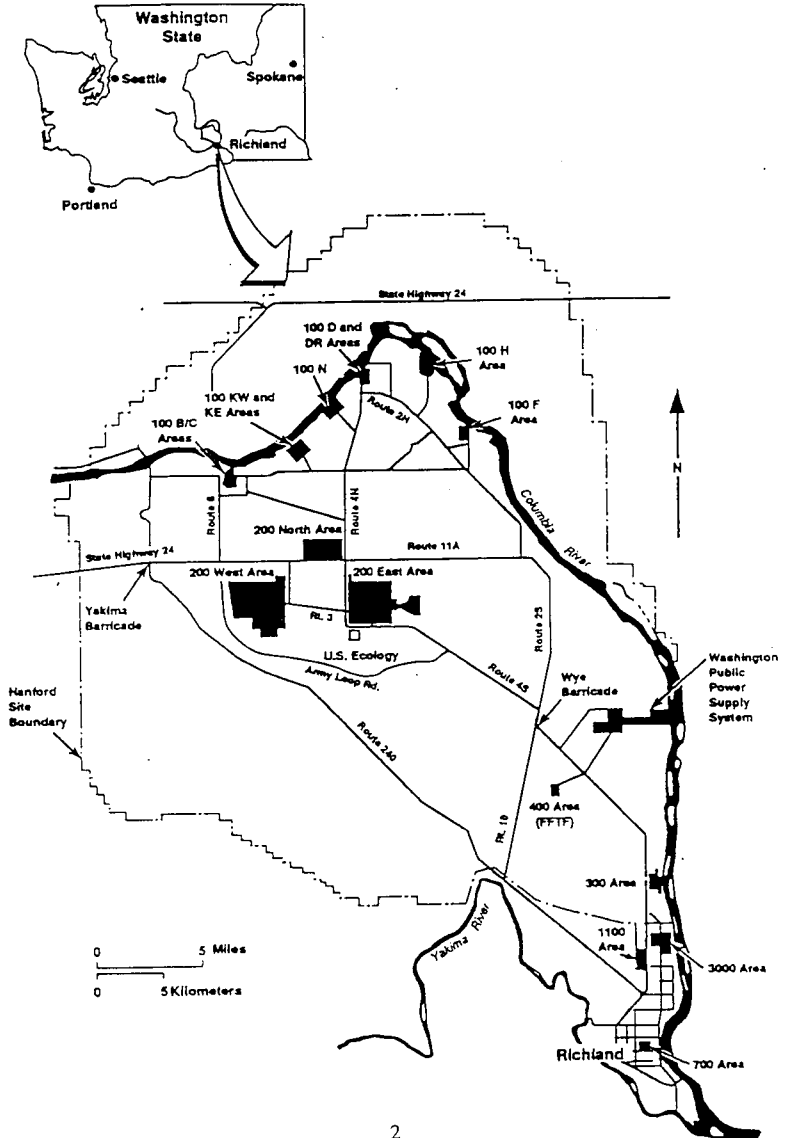 Washington
State
Seattle
Spokane
Richland
Portland
State Highway 24
100 D and
DR Areas
100 H
Area
100 N
100 KW and
KE Areas
Route 2N
100 F
Area
100 B/C
Areas
N
Columbia
River
Route 6
Route 4N
200 North Area
Route 11A
State Highway 24
200 West Area
200 East Area
Yakima
Barricade
Rt. 3
U.S. Ecology
Army Loop Rd.
Route 2S
Route 4S
Wye
Barricade
Washington
Public
Power
Supply
System
Hanford
Site
Boundary
Route 240
400 Area
(FFTF)
Rt. 10
300 Area
Yakima River
1100
Area
3000 Area
0 5 Miles
0 5 Kilometers
Richland
700 Area
2